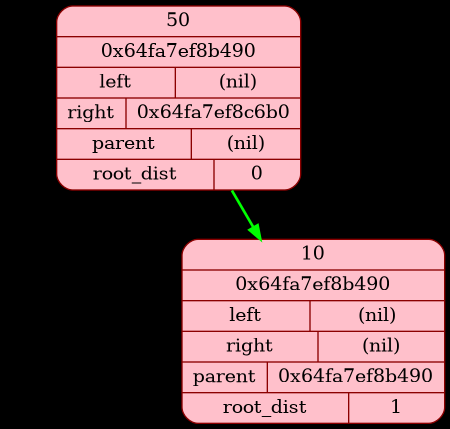 50
0x64fa7ef8b490
left (nil)
right 0x64fa7ef8c6b0
parent (nil)
root_dist 0
10
0x64fa7ef8b490
left (nil)
right (nil)
parent 0x64fa7ef8b490
root_dist 1